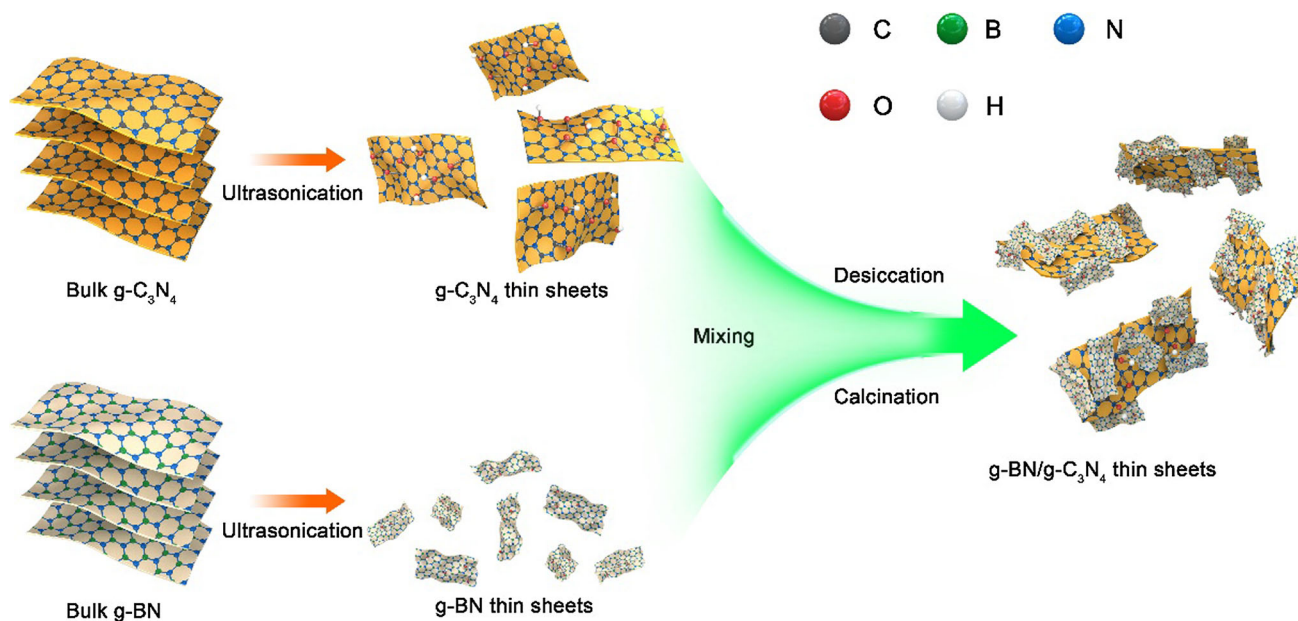 C B N
O H
Ultrasonication
Bulk g-C₃N₄
g-C₃N₄ thin sheets
Mixing
Desiccation
Calcination
g-BN/g-C₃N₄ thin sheets
Ultrasonication
Bulk g-BN
g-BN thin sheets